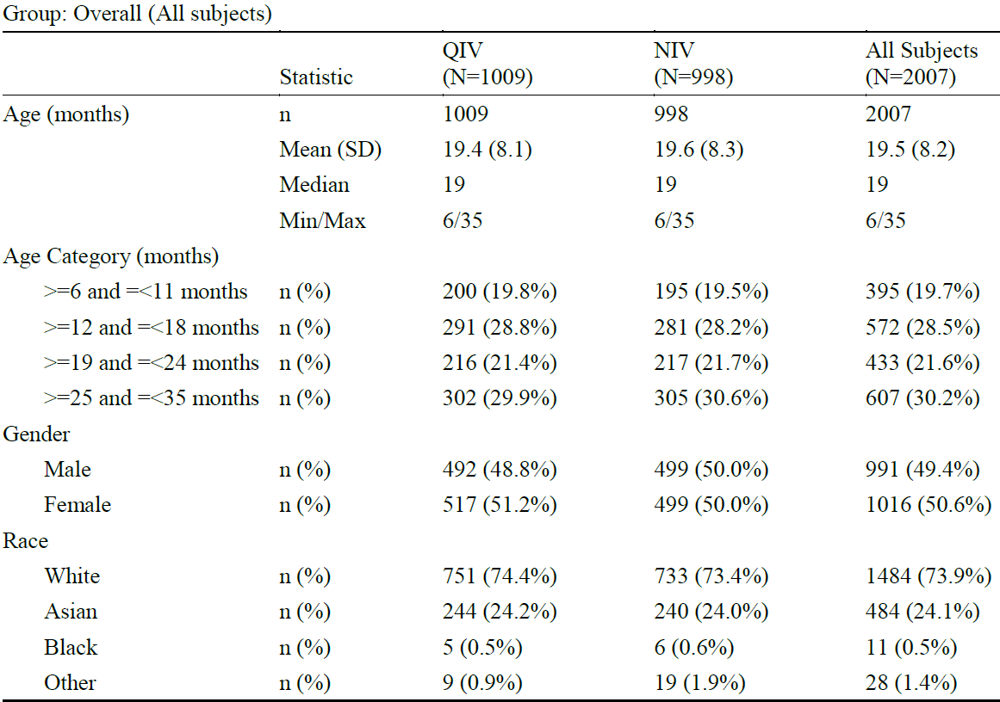 Group: Overall (All subjects)
QIV NIV All Subjects
Statistic (N=1009) (N=998) (N=2007)
Age (months) n 1009 998 2007
Mean (SD) 19.4 (8.1) 19.6 (8.3) 19.5 (8.2)
Median 19 19 19
Min/Max 6/35 6/35 6/35
Age Category (months)
>=6 and =<11 months n (%) 200 (19.8%) 195 (19.5%) 395 (19.7%)
>=12 and =<18 months n (%) 291 (28.8%) 281 (28.2%) 572 (28.5%)
>=19 and =<24 months n (%) 216 (21.4%) 217 (21.7%) 433 (21.6%)
>=25 and =<35 months n (%) 302 (29.9%) 305 (30.6%) 607 (30.2%)
Gender
Male n (%) 492 (48.8%) 499 (50.0%) 991 (49.4%)
Female n (%) 517 (51.2%) 499 (50.0%) 1016 (50.6%)
Race
White n (%) 751 (74.4%) 733 (73.4%) 1484 (73.9%)
Asian n (%) 244 (24.2%) 240 (24.0%) 484 (24.1%)
Black n (%) 5 (0.5%) 6 (0.6%) 11 (0.5%)
Other n (%) 9 (0.9%) 19 (1.9%) 28 (1.4%)